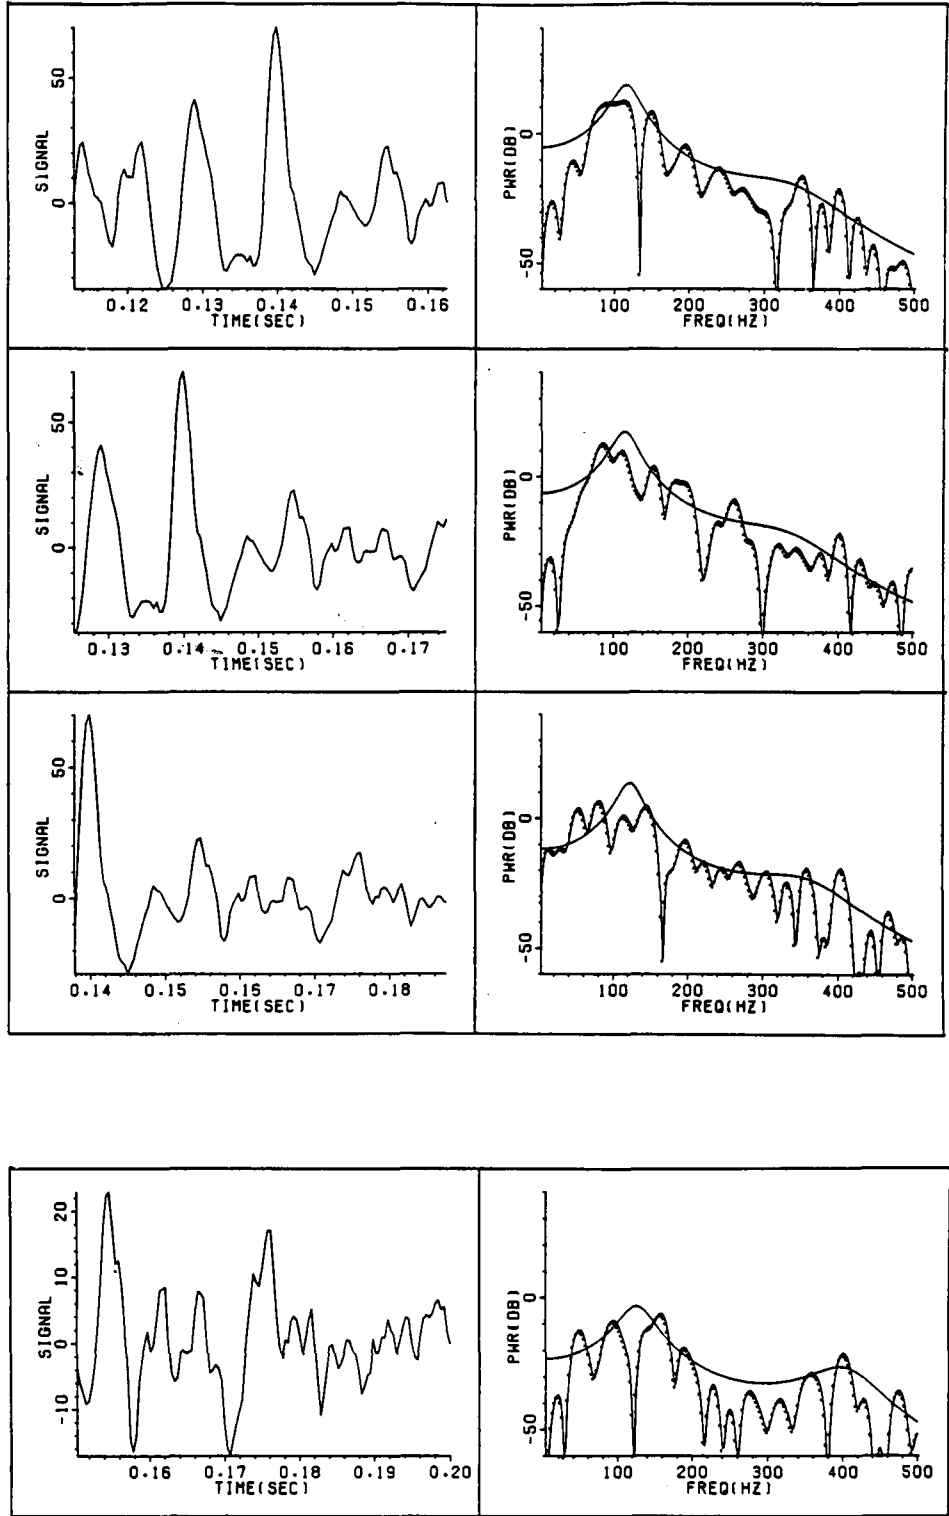 SIGNAL
50
0
0.12 0.13 0.14 0.15 0.16
TIME(SEC)
PWR(DB)
0
-50
100 200 300 400 500
FREQ(HZ)
SIGNAL
50
0
0.13 0.14 0.15 0.16 0.17
TIME(SEC)
PWR(DB)
0
-50
100 200 300 400 500
FREQ(HZ)
SIGNAL
50
0
0.14 0.15 0.16 0.17 0.18
TIME(SEC)
PWR(DB)
0
-50
100 200 300 400 500
FREQ(HZ)
SIGNAL
20
10
0
-10
0.16 0.17 0.18 0.19 0.20
TIME(SEC)
PWR(DB)
0
-50
100 200 300 400 500
FREQ(HZ)